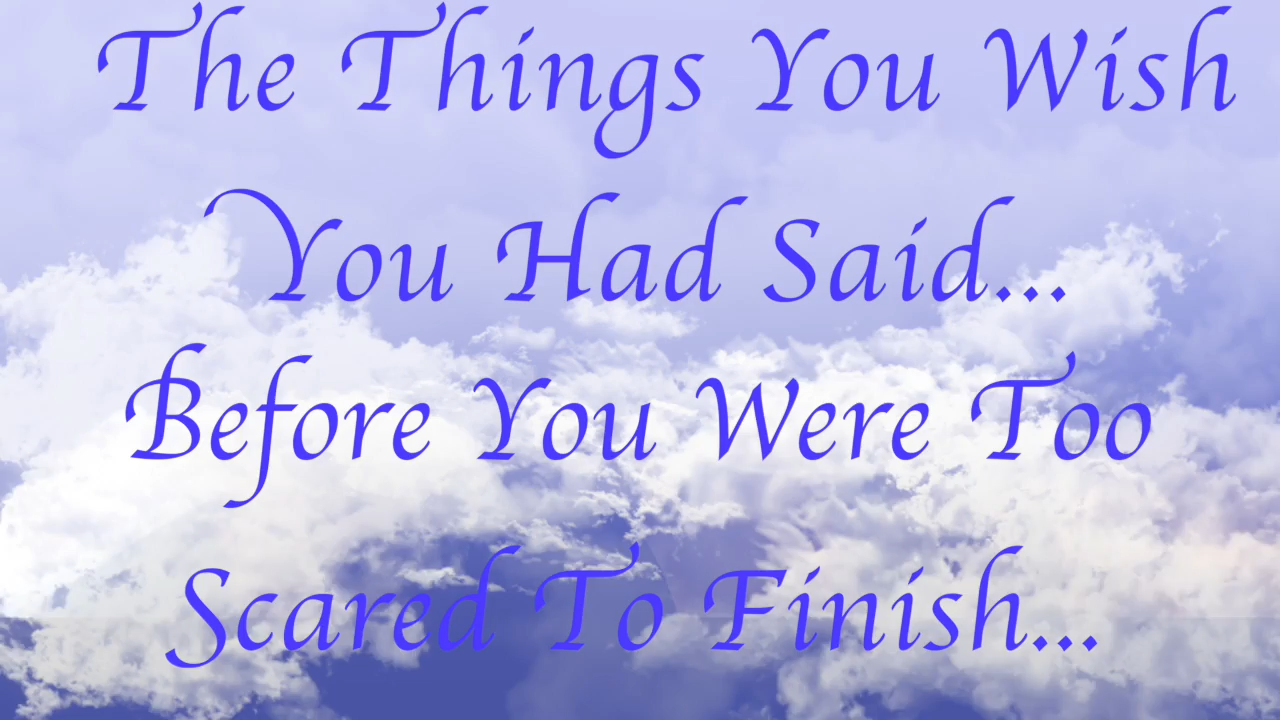 The Things You Wish
You Had Said...
Before You Were Too
Scared To Finish...